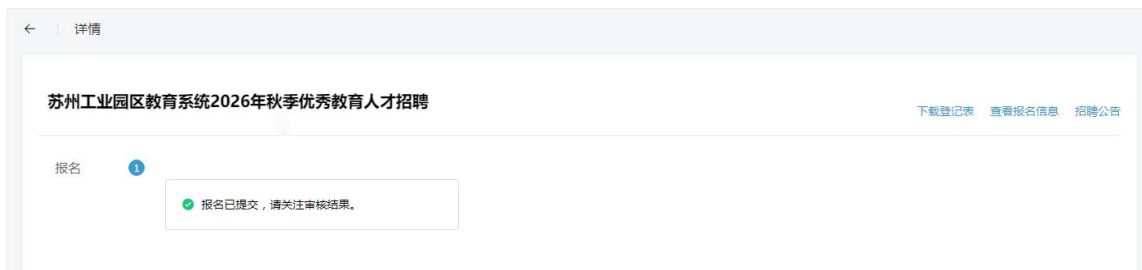 ← 详情
苏州工业园区教育系统2026年秋季优秀教育人才招聘
下载登记表 查看报名信息 招聘公告
报名 1
报名已提交，请关注审核结果。